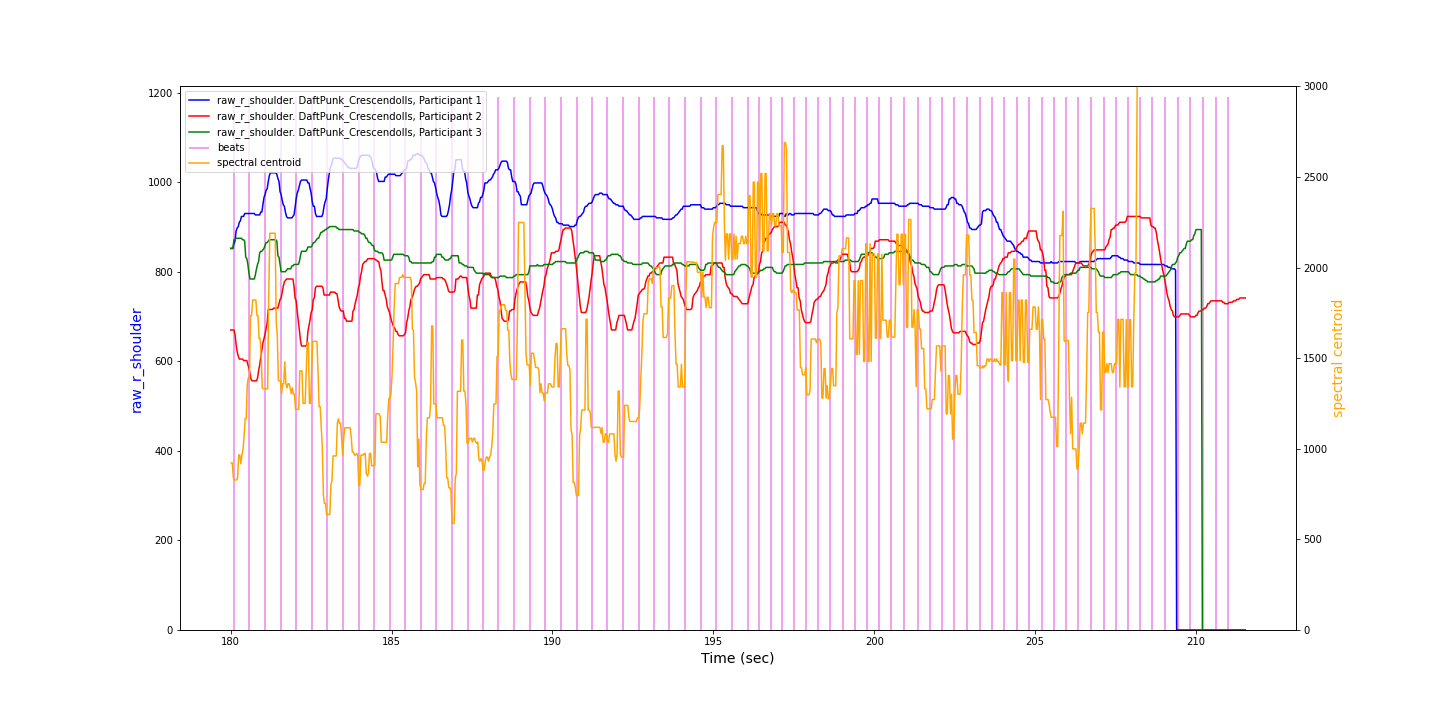 raw_r_shoulder. DaftPunk_Crescendolls, Participant 1
raw_r_shoulder. DaftPunk_Crescendolls, Participant 2
raw_r_shoulder. DaftPunk_Crescendolls, Participant 3
beats
spectral centroid
1200
1000
800
600
400
200
0
raw_r_shoulder
3000
2500
2000
1500
1000
500
0
spectral centroid
180
185
190
195
200
205
210
Time (sec)